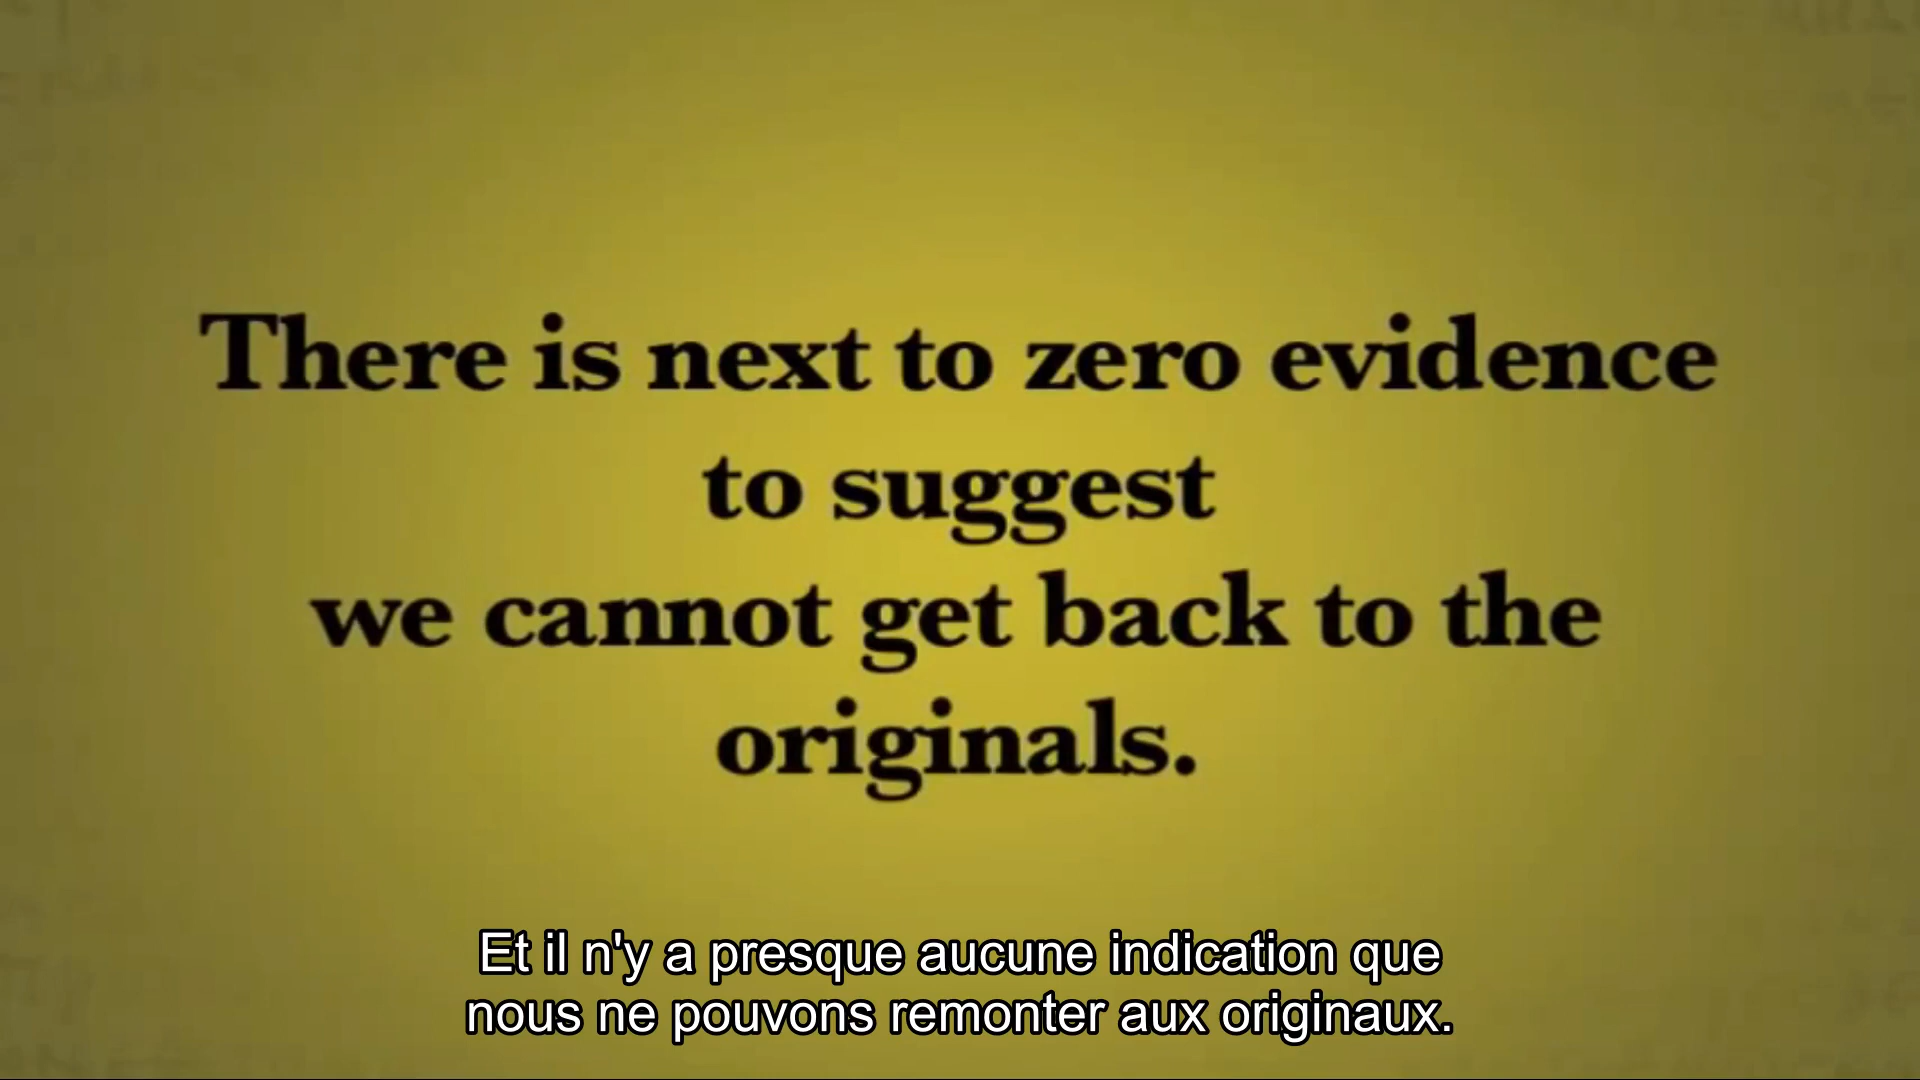 There is next to zero evidence
to suggest
we cannot get back to the
originals.
Et il n'y a presque aucune indication que
nous ne pouvons remonter aux originaux.